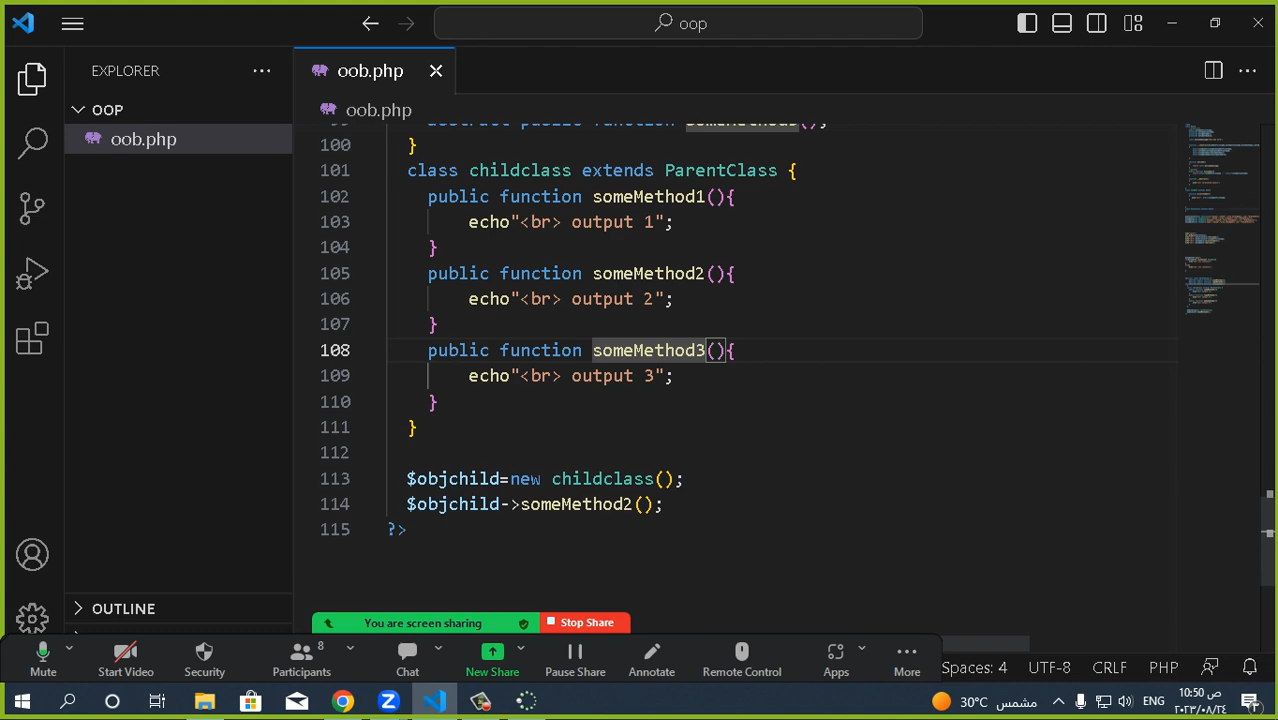 oop
EXPLORER
oob.php
OOP
oob.php
oob.php
100 }
101 class childclass extends ParentClass {
102 public function someMethod1(){
103 echo"<br> output 1";
104 }
105 public function someMethod2(){
106 echo"<br> output 2";
107 }
108 public function someMethod3(){
109 echo"<br> output 3";
110 }
111 }
112
113 $objchild=new childclass();
114 $objchild->someMethod2();
115 ?>
OUTLINE
You are screen sharing Stop Share
8
Mute Start Video Security Participants Chat New Share Pause Share Annotate Remote Control Apps More
Spaces: 4 UTF-8 CRLF PHP
30°C مشمس ENG 10:50 ص
٢٠٢٣/٠٨/٢٤